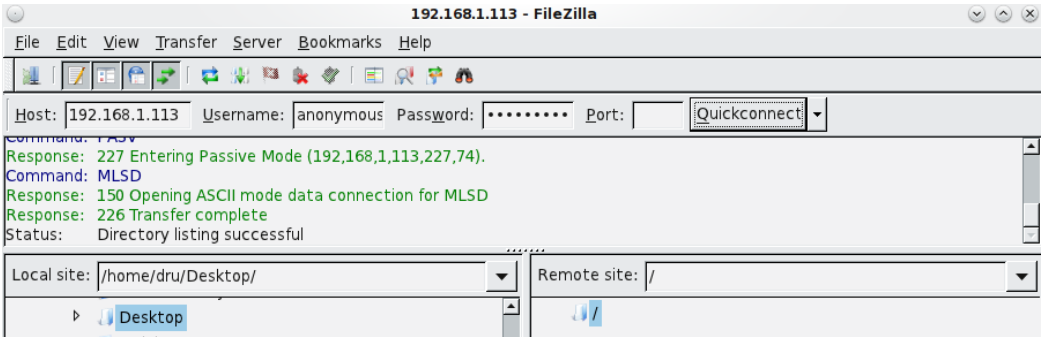 192.168.1.113 - FileZilla
File Edit View Transfer Server Bookmarks Help
Host: 192.168.1.113 Username: anonymous Password: ••••••••• Port: Quickconnect
Command: PASV
Response: 227 Entering Passive Mode (192,168,1,113,227,74).
Command: MLSD
Response: 150 Opening ASCII mode data connection for MLSD
Response: 226 Transfer complete
Status: Directory listing successful
Local site: /home/dru/Desktop/ Remote site: /
Desktop /